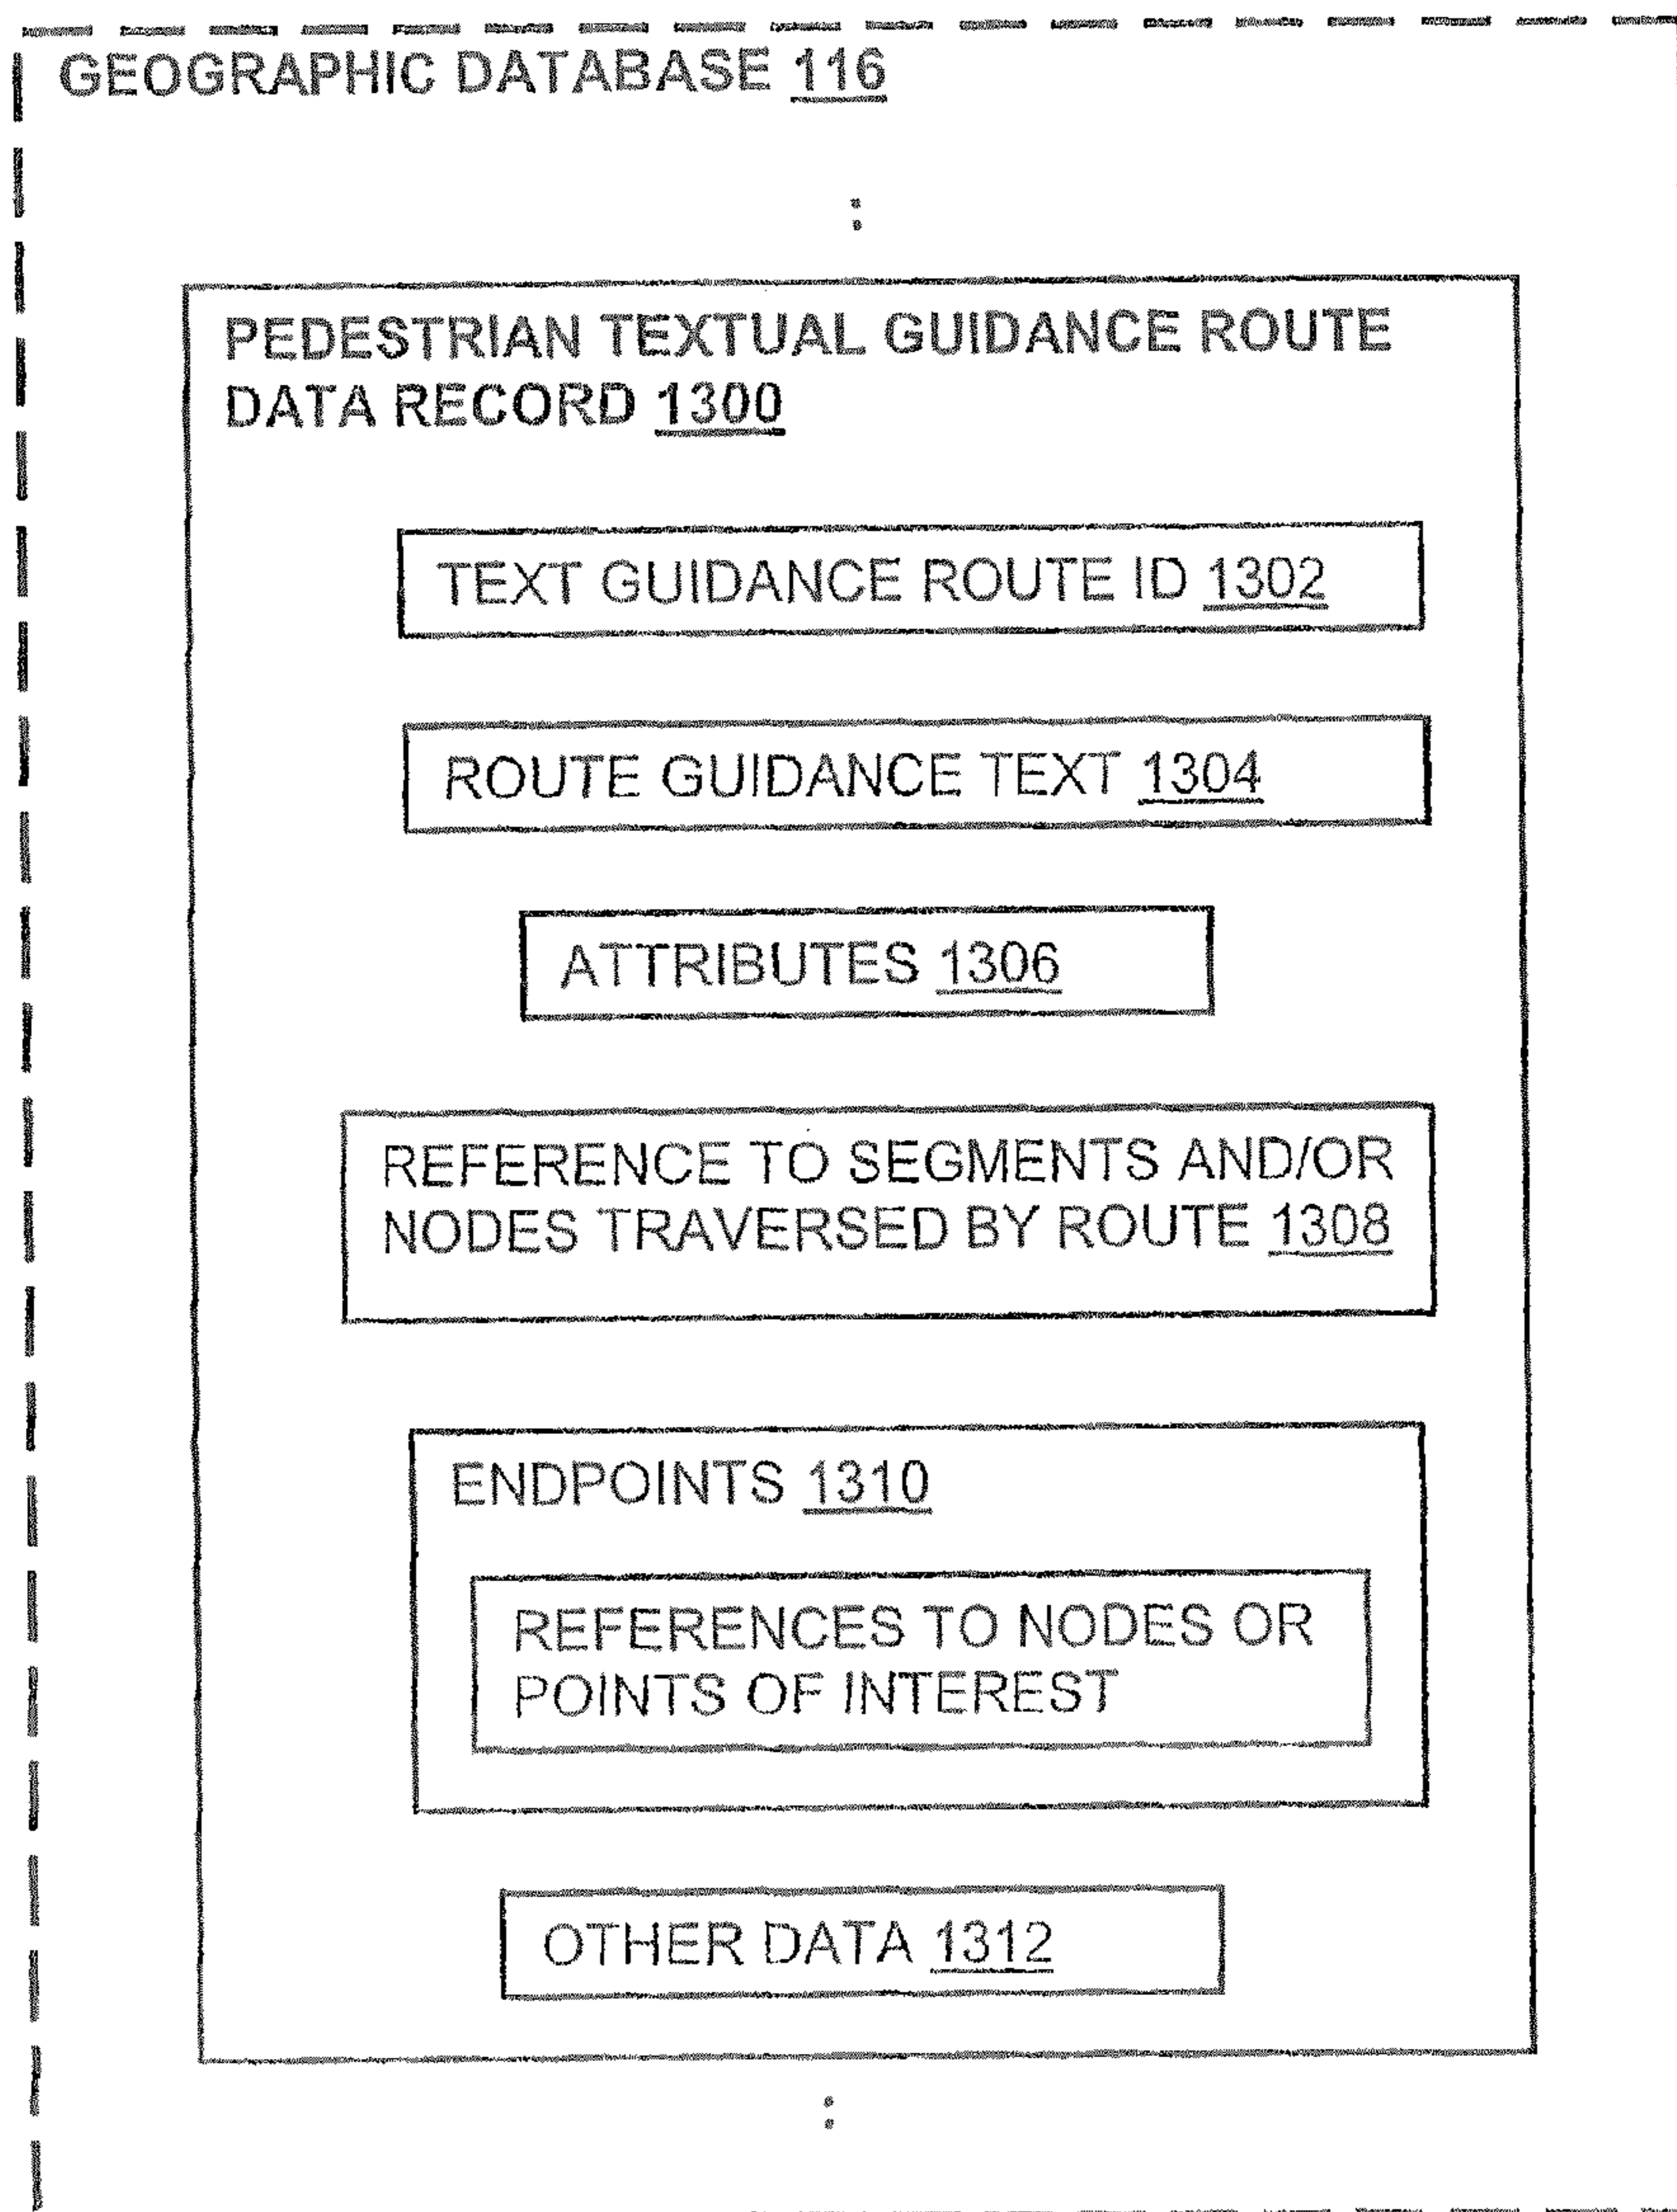 GEOGRAPHIC DATABASE 116
:
PEDESTRIAN TEXTUAL GUIDANCE ROUTE
DATA RECORD 1300
TEXT GUIDANCE ROUTE ID 1302
ROUTE GUIDANCE TEXT 1304
ATTRIBUTES 1306
REFERENCE TO SEGMENTS AND/OR
NODES TRAVERSED BY ROUTE 1308
ENDPOINTS 1310
REFERENCES TO NODES OR
POINTS OF INTEREST
OTHER DATA 1312
: